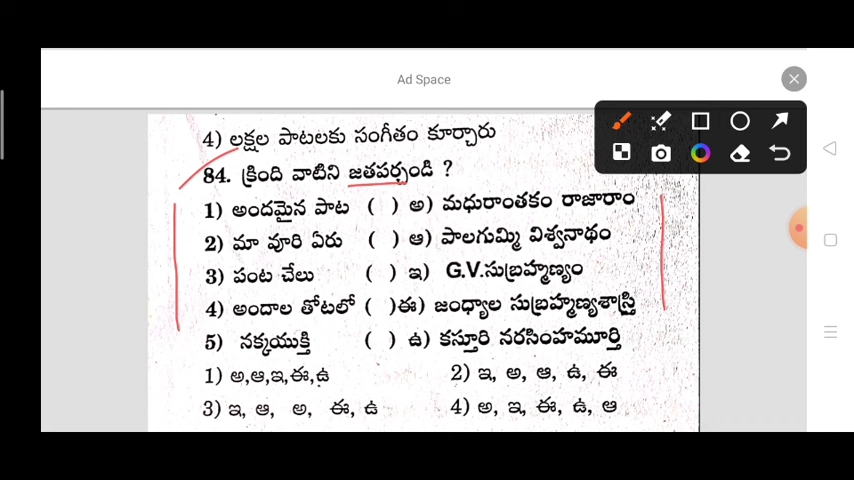 Ad Space
4) లక్షల పాటలకు సంగీతం కూర్చారు
84. క్రింది వాటిని జతపర్చండి ?
1) అందమైన పాట ( ) అ) మధురాంతకం రాజారాం
2) మా వూరి ఏరు ( ) ఆ) పాలగుమ్మి విశ్వనాథం
3) పంట చేలు ( ) ఇ) G.V.సుబ్రహ్మణ్యం
4) అందాల తోటలో ( ) ఈ) జంధ్యాల సుబ్రహ్మణ్యశాస్త్రి
5) నక్కయుక్తి ( ) ఉ) కస్తూరి నరసింహమూర్తి
1) అ,ఆ,ఇ,ఈ,ఉ 2) ఇ, అ, ఆ, ఉ, ఈ
3) ఇ, ఆ, అ, ఈ, ఉ 4) అ, ఇ, ఈ, ఉ, ఆ